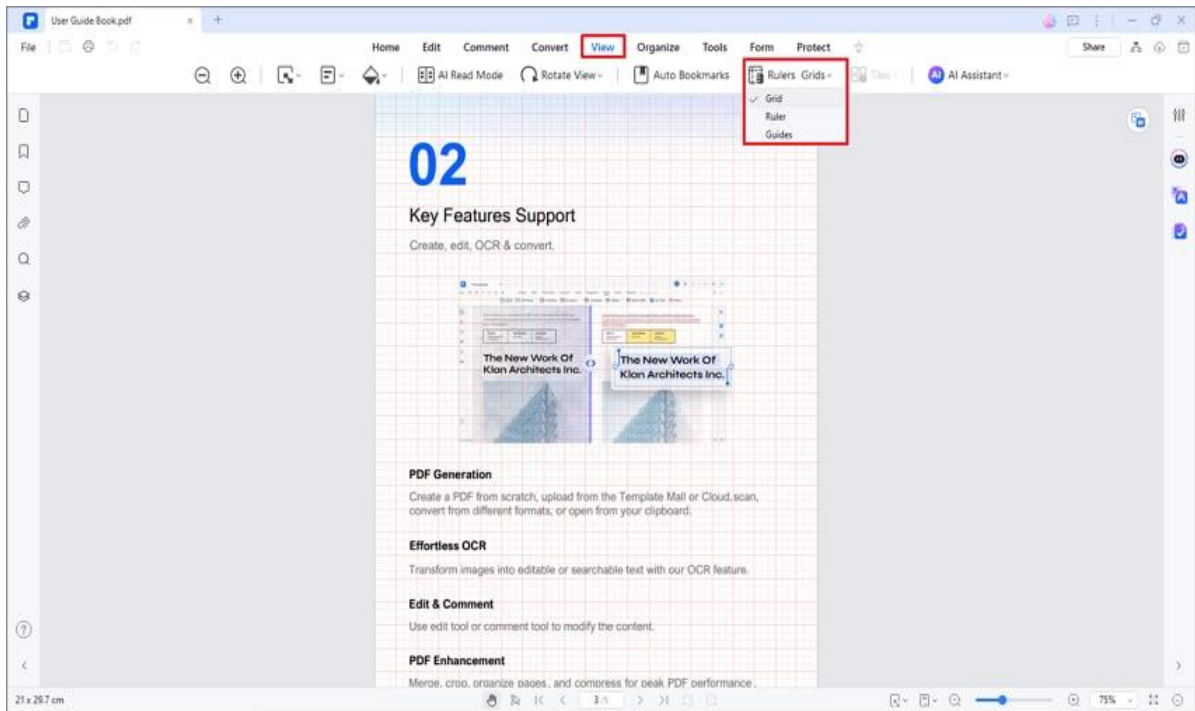 User Guide Book.pdf
File
Home Edit Comment Convert View Organize Tools Form Protect
Share
AI Read Mode
Rotate View
Auto Bookmarks
Rulers Grids
Tiles
AI Assistant
Grid
Ruler
Guides
02
Key Features Support
Create, edit, OCR & convert.
The New Work Of
Klan Architects Inc.
The New Work Of
Klan Architects Inc.
PDF Generation
Create a PDF from scratch, upload from the Template Mall or Cloud, scan,
convert from different formats, or open from your clipboard.
Effortless OCR
Transform images into editable or searchable text with our OCR feature.
Edit & Comment
Use edit tool or comment tool to modify the content.
PDF Enhancement
Merge, crop, organize pages, and compress for peak PDF performance.
21 x 29.7 cm
3 /5
75%